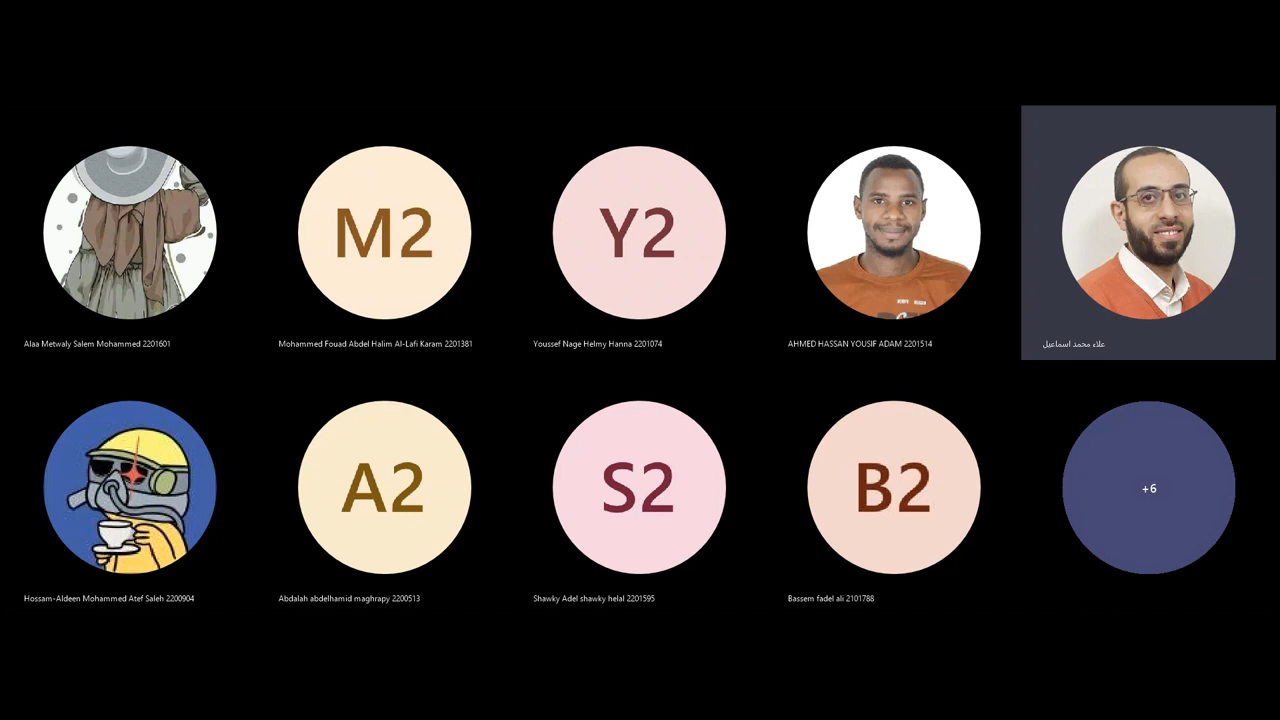 M2
Y2
Alaa Metwaly Salem Mohammed 2201601
Mohammed Fouad Abdel Halim Al-Lafi Karam 2201381
Youssef Nage Helmy Hanna 2201074
AHMED HASSAN YOUSIF ADAM 2201514
علاء محمد اسماعيل
A2
S2
B2
+6
Hossam-Aldeen Mohammed Atef Saleh 2200904
Abdalah abdelhamid maghrapy 2200513
Shawky Adel shawky helal 2201595
Bassem fadel ali 2101788